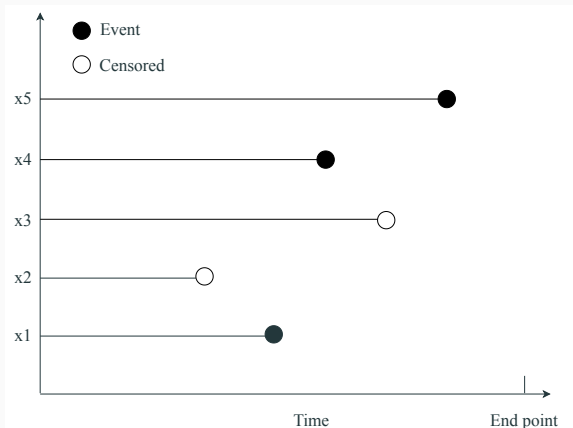 Event
Censored
x5
x4
x3
x2
x1
Time End point